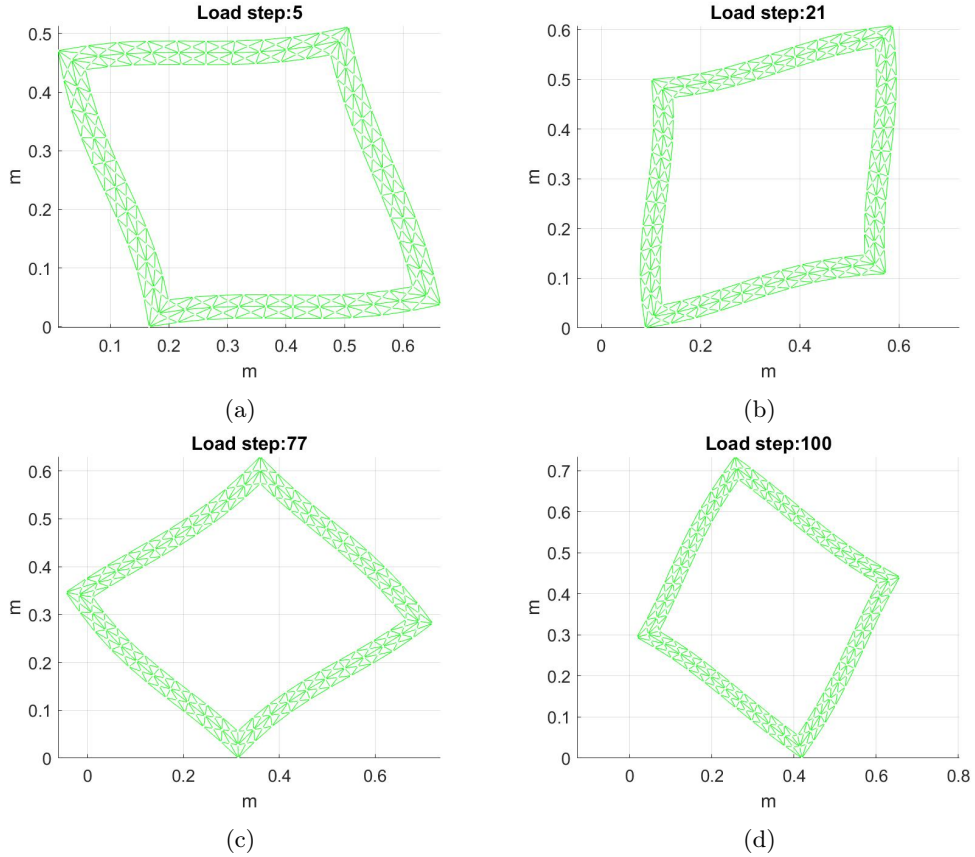 Load step:5
0.5
0.4
0.3
0.2
0.1
0
m
0.1 0.2 0.3 0.4 0.5 0.6
m
(a)
Load step:21
0.6
0.5
0.4
0.3
0.2
0.1
0
m
0 0.2 0.4 0.6
m
(b)
Load step:77
0.6
0.5
0.4
0.3
0.2
0.1
0
m
0 0.2 0.4 0.6
m
(c)
Load step:100
0.7
0.6
0.5
0.4
0.3
0.2
0.1
0
m
0 0.2 0.4 0.6 0.8
m
(d)